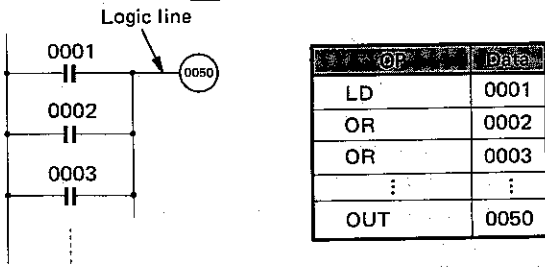 Logic line
0001
0050
0002
0003
OP Data
LD 0001
OR 0002
OR 0003
⋮ ⋮
OUT 0050